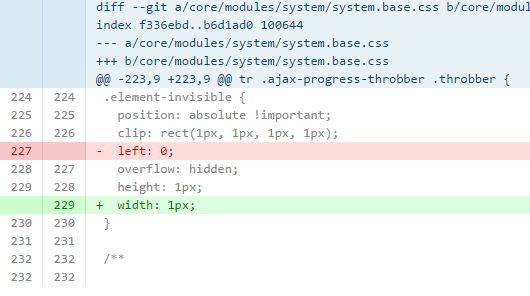 diff --git a/core/modules/system/system.base.css b/core/modu
index f336ebd..b6d1ad0 100644
--- a/core/modules/system/system.base.css
+++ b/core/modules/system/system.base.css
@@ -223,9 +223,9 @@ tr .ajax-progress-throbber .throbber {
224 224 .element-invisible {
225 225 position: absolute !important;
226 226 clip: rect(1px, 1px, 1px, 1px);
227 - left: 0;
228 227 overflow: hidden;
229 228 height: 1px;
229 + width: 1px;
230 230 }
231 231
232 232 /**
232 232